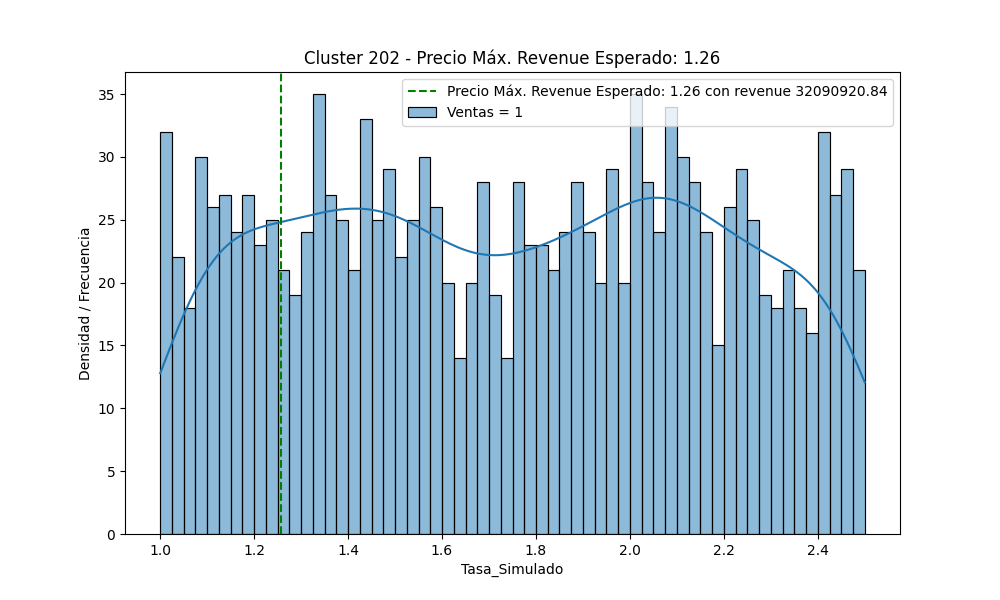 Cluster 202 - Precio Máx. Revenue Esperado: 1.26
Precio Máx. Revenue Esperado: 1.26 con revenue 32090920.84
Ventas = 1
Densidad / Frecuencia
35
30
25
20
15
10
5
0
1.0 1.2 1.4 1.6 1.8 2.0 2.2 2.4
Tasa_Simulado